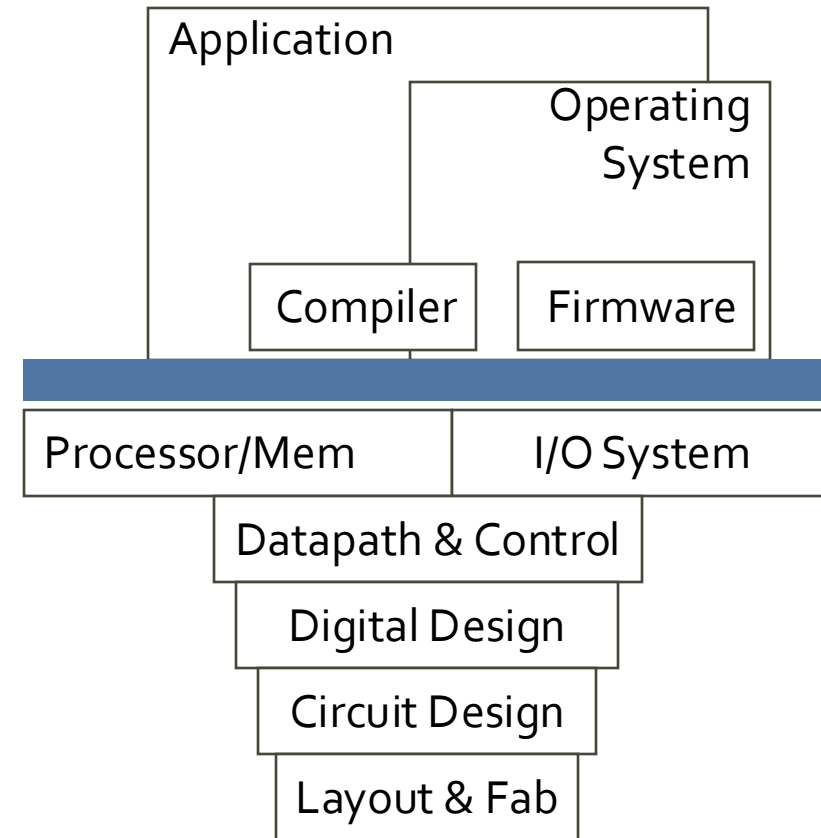 Application
Operating
System
Compiler
Firmware
Processor/Mem
I/O System
Datapath & Control
Digital Design
Circuit Design
Layout & Fab